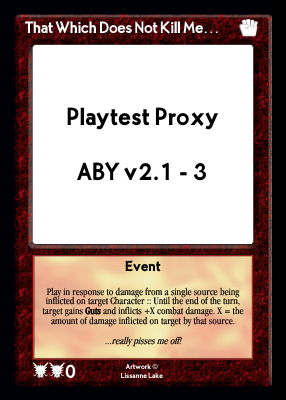 That Which Does Not Kill Me...
Playtest Proxy
ABY v2.1 - 3
Event
Play in response to damage from a single source being
inflicted on target Character :: Until the end of the turn,
target gains Guts and inflicts +X combat damage. X = the
amount of damage inflicted on target by that source.
...really pisses me off!
0
Artwork ©
Lissanne Lake